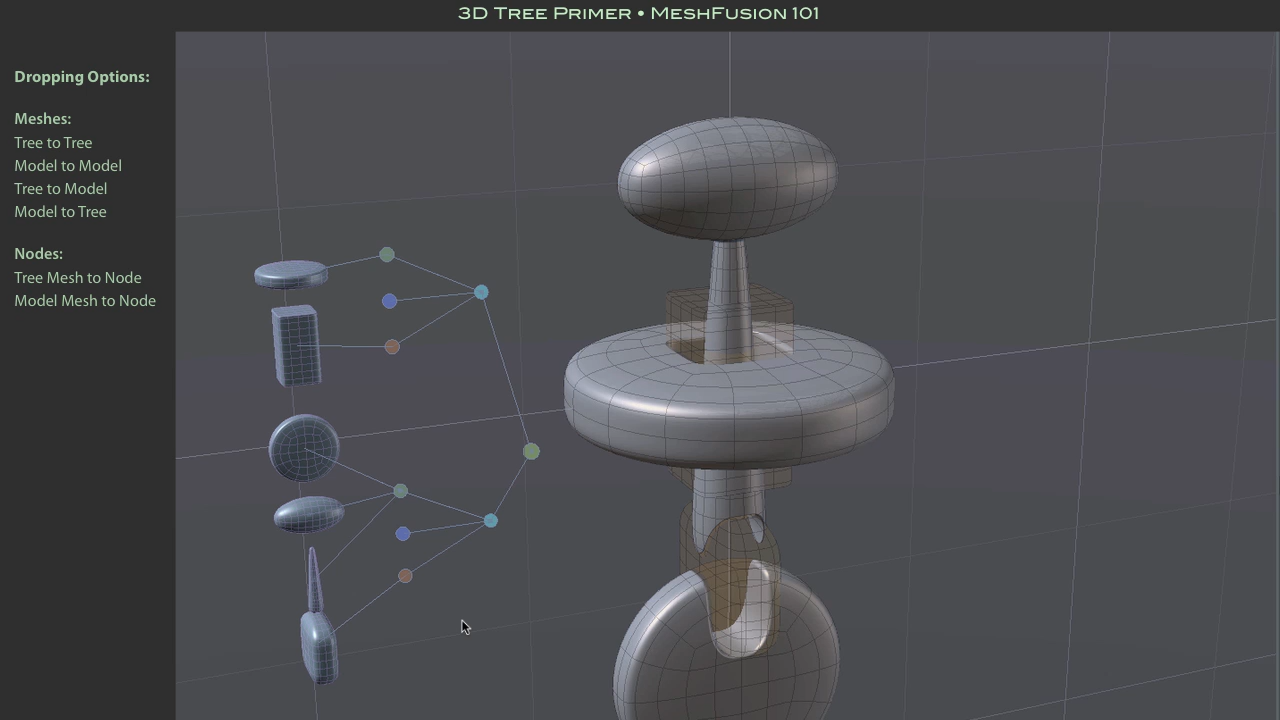 3D Tree Primer • MeshFusion 101
Dropping Options:
Meshes:
Tree to Tree
Model to Model
Tree to Model
Model to Tree
Nodes:
Tree Mesh to Node
Model Mesh to Node